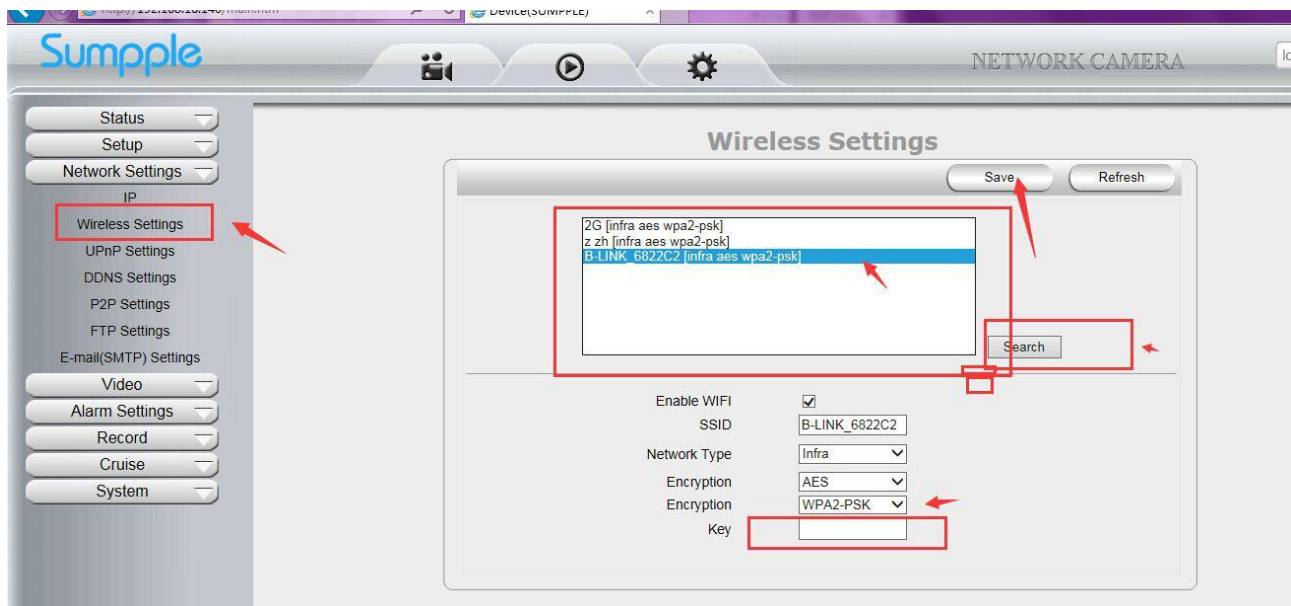 Device(SUMPPLE)
Sumpple
NETWORK CAMERA
Status
Setup
Network Settings
IP
Wireless Settings
UPnP Settings
DDNS Settings
P2P Settings
FTP Settings
E-mail(SMTP) Settings
Video
Alarm Settings
Record
Cruise
System
Wireless Settings
Save Refresh
2G [infra aes wpa2-psk]
z zh [infra aes wpa2-psk]
B-LINK_6822C2 [infra aes wpa2-psk]
Search
Enable WIFI
SSID B-LINK_6822C2
Network Type Infra
Encryption AES
Encryption WPA2-PSK
Key